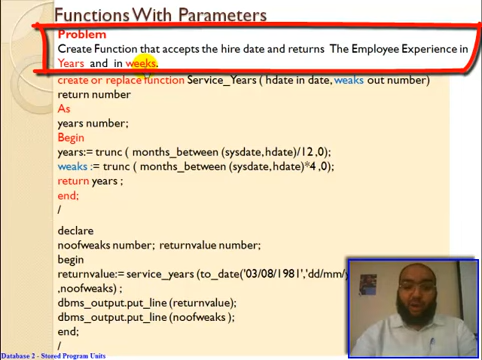 Functions With Parameters
Problem
Create Function that accepts the hire date and returns The Employee Experience in
Years and in weeks.
create or replace function Service_Years ( hdate in date, weaks out number)
return number
As
years number;
Begin
years:= trunc ( months_between (sysdate, hdate)/12 ,0);
weaks := trunc ( months_between (sysdate, hdate)*4 ,0);
return years ;
end;
/
declare
noofweaks number; returnvalue number;
begin
returnvalue:= service_years (to_date('03/08/1981','dd/mm/
,noofweaks) ;
dbms_output.put_line (returnvalue);
dbms_output.put_line (noofweaks );
end;
/
Database 2 - Stored Program Units